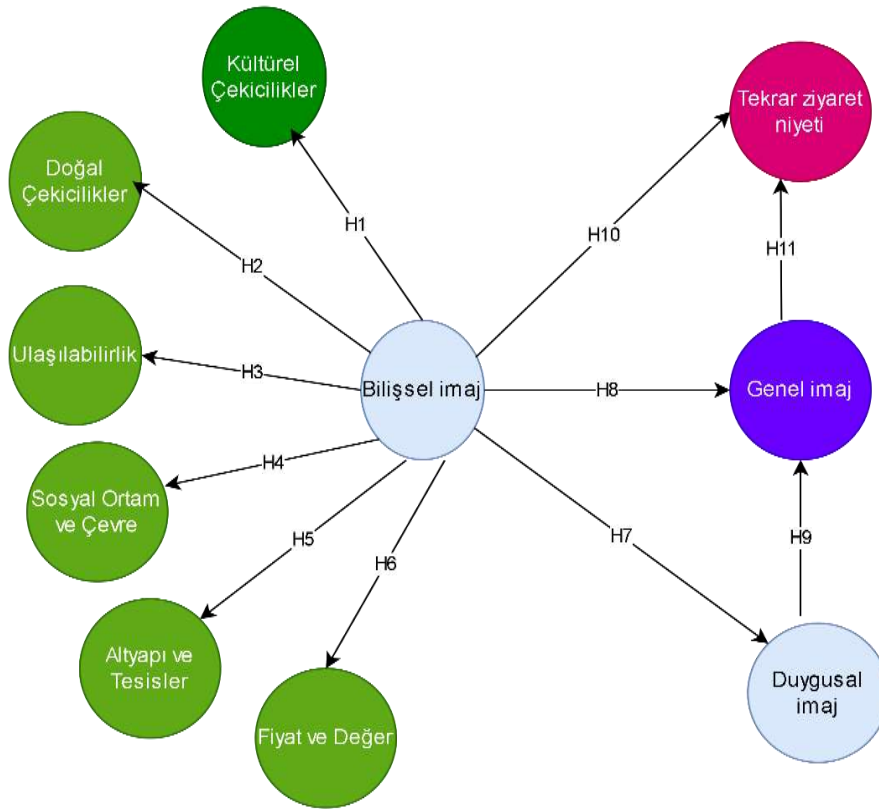 Kültürel
Çekicilikler
Tekrar ziyaret
niyeti
Doğal
Çekicilikler
H1
H10
H11
H2
Ulaşılabilirlik
H3
Bilişsel imaj
H8
Genel imaj
H4
Sosyal Ortam
ve Çevre
H5
H6
H7
H9
Altyapı ve
Tesisler
Duygusal
imaj
Fiyat ve Değer